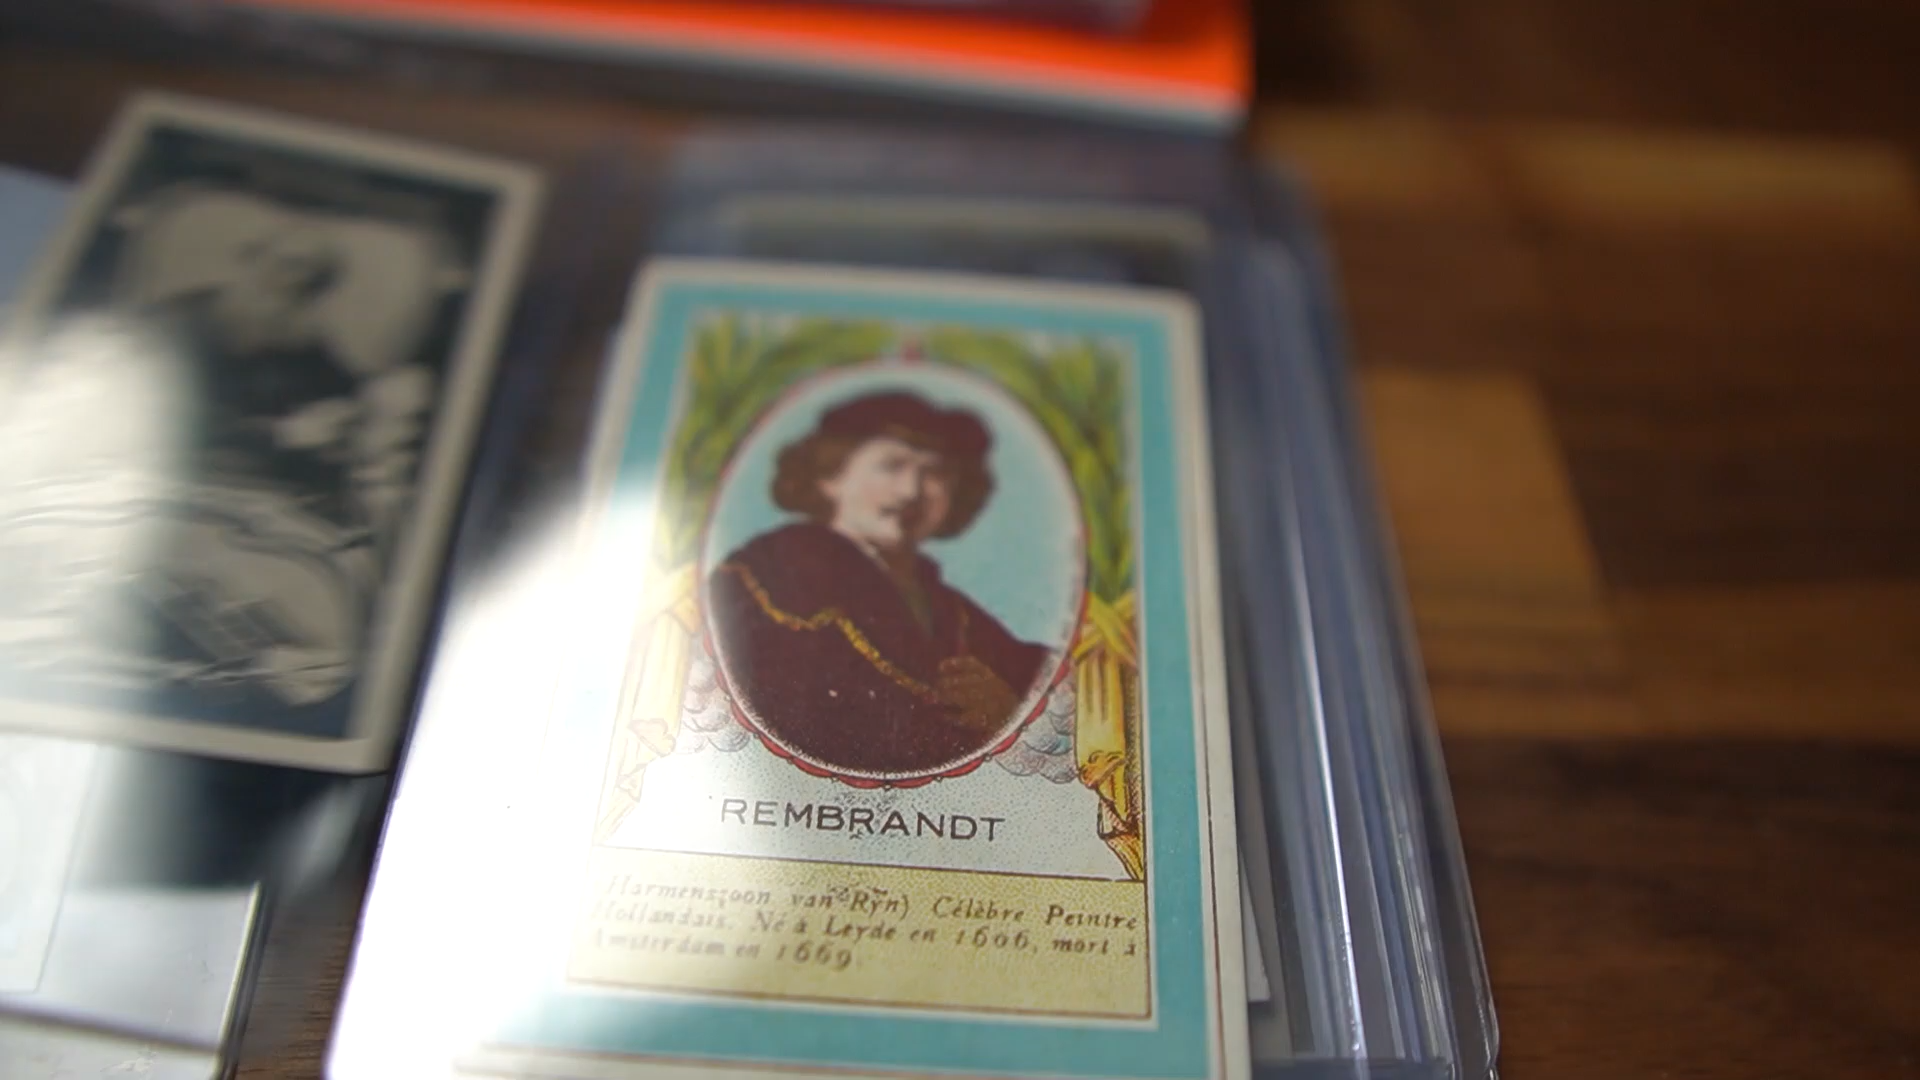 REMBRANDT
Harmenszoon van Ryn) Célèbre Peintre
Hollandais. Né à Leyde en 1606, mort à
Amsterdam en 1669.